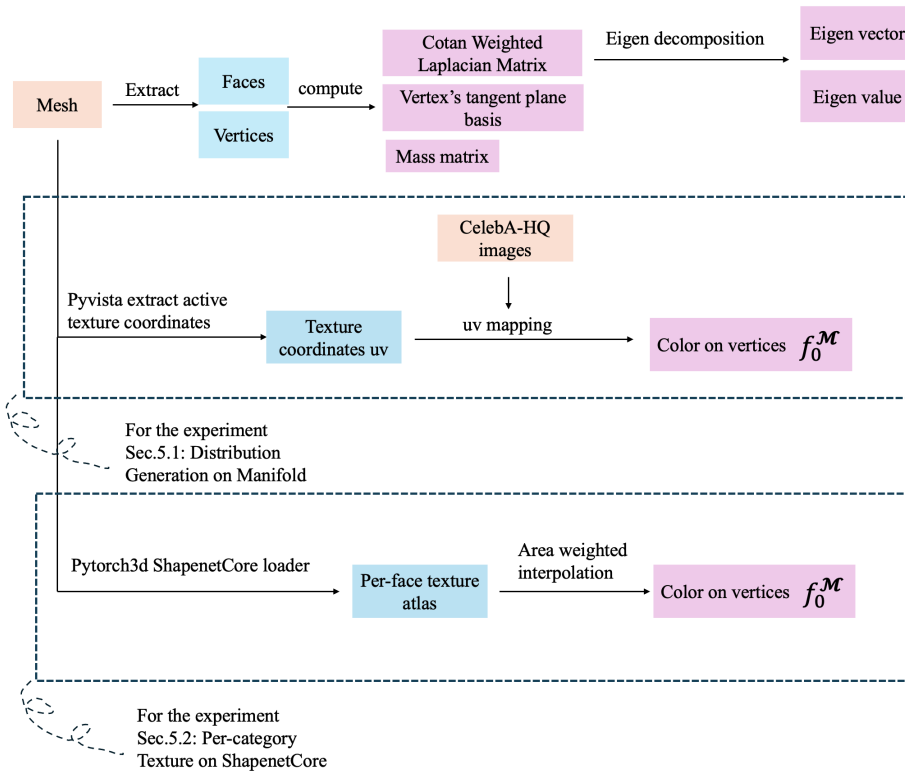 Mesh
Extract
Faces
Vertices
compute
Cotan Weighted
Laplacian Matrix
Vertex's tangent plane
basis
Mass matrix
Eigen decomposition
Eigen vector
Eigen value
CelebA-HQ
images
Pyvista extract active
texture coordinates
Texture
coordinates uv
uv mapping
Color on vertices f₀^ℳ
For the experiment
Sec.5.1: Distribution
Generation on Manifold
Pytorch3d ShapenetCore loader
Per-face texture
atlas
Area weighted
interpolation
Color on vertices f₀^ℳ
For the experiment
Sec.5.2: Per-category
Texture on ShapenetCore